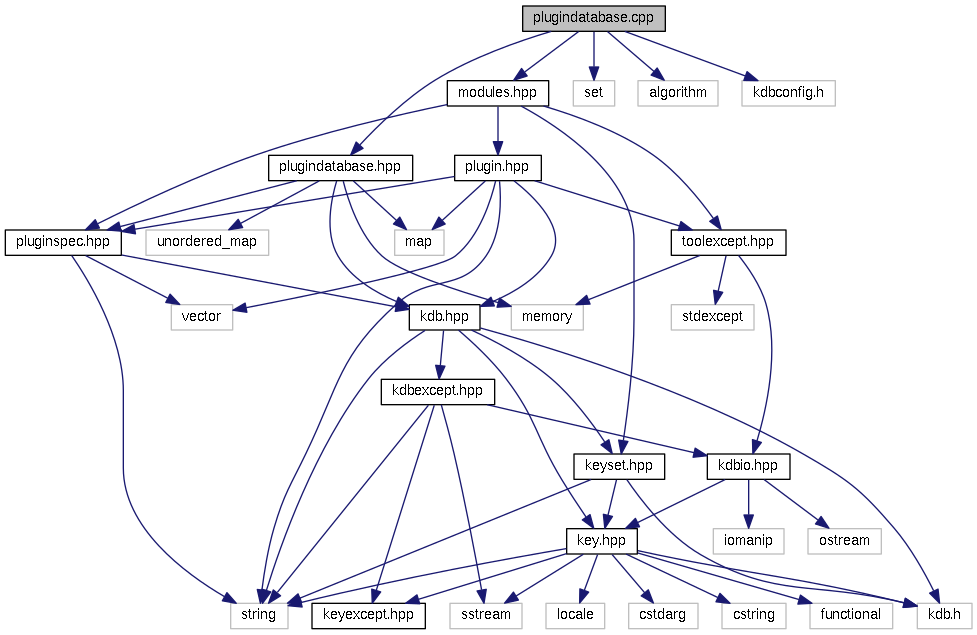 plugindatabase.cpp
modules.hpp
set
algorithm
kdbconfig.h
plugindatabase.hpp
plugin.hpp
pluginspec.hpp
unordered_map
map
toolexcept.hpp
vector
kdb.hpp
memory
stdexcept
kdbexcept.hpp
keyset.hpp
kdbio.hpp
key.hpp
iomanip
ostream
string
keyexcept.hpp
sstream
locale
cstdarg
cstring
functional
kdb.h